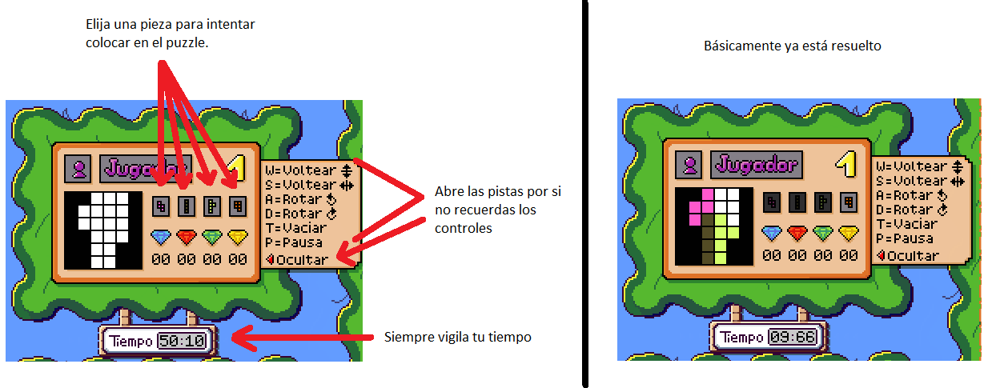 Elija una pieza para intentar
colocar en el puzzle.
Jugador 1
W=Voltear
S=Voltear
A=Rotar
D=Rotar
T=Vaciar
P=Pausa
Ocultar
00 00 00 00
Tiempo 50:10
Abre las pistas por si
no recuerdas los
controles
Siempre vigila tu tiempo
Básicamente ya está resuelto
Jugador 1
W=Voltear
S=Voltear
A=Rotar
D=Rotar
T=Vaciar
P=Pausa
Ocultar
00 00 00 00
Tiempo 09:66